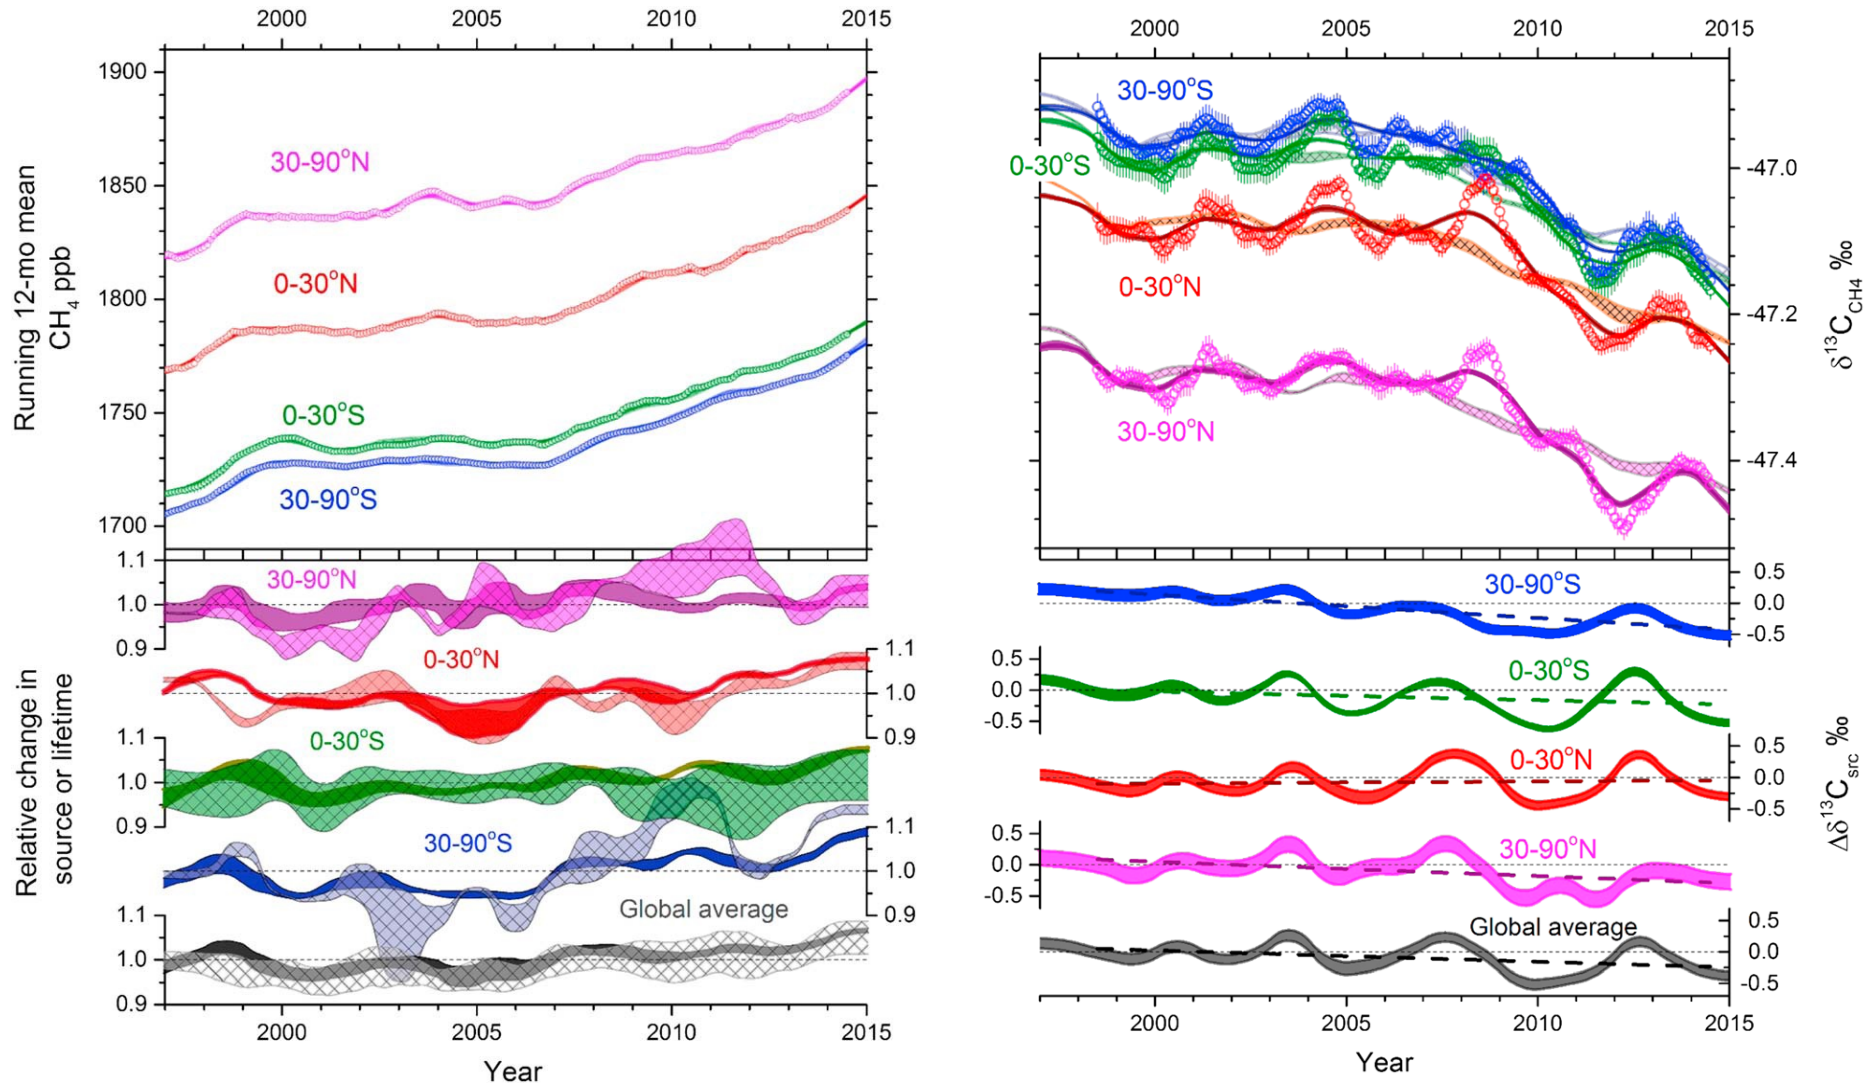 2000 2005 2010 2015
1900
1850
1800
1750
1700
Running 12-mo mean
CH₄ ppb
30-90°N
0-30°N
0-30°S
30-90°S
1.1
1.0
0.9
30-90°N
1.1
1.0
0.9
0-30°N
1.1
1.0
0.9
0-30°S
1.1
1.0
0.9
30-90°S
1.1
1.0
0.9
Global average
Relative change in
source or lifetime
2000 2005 2010 2015
Year
2000 2005 2010 2015
30-90°S
0-30°S
0-30°N
30-90°N
-47.0
-47.2
-47.4
δ¹³C_CH4 ‰
30-90°S
0.5
0.0
-0.5
0-30°S
0.5
0.0
-0.5
0-30°N
0.5
0.0
-0.5
30-90°N
0.5
0.0
-0.5
Global average
0.5
0.0
-0.5
Δδ¹³C_src ‰
2000 2005 2010 2015
Year